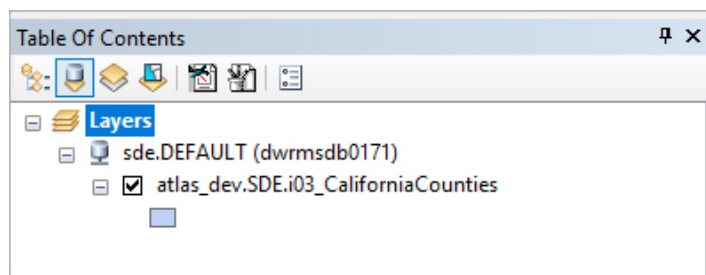 Table Of Contents
Layers
sde.DEFAULT (dwrmsdb0171)
atlas_dev.SDE.i03_CaliforniaCounties